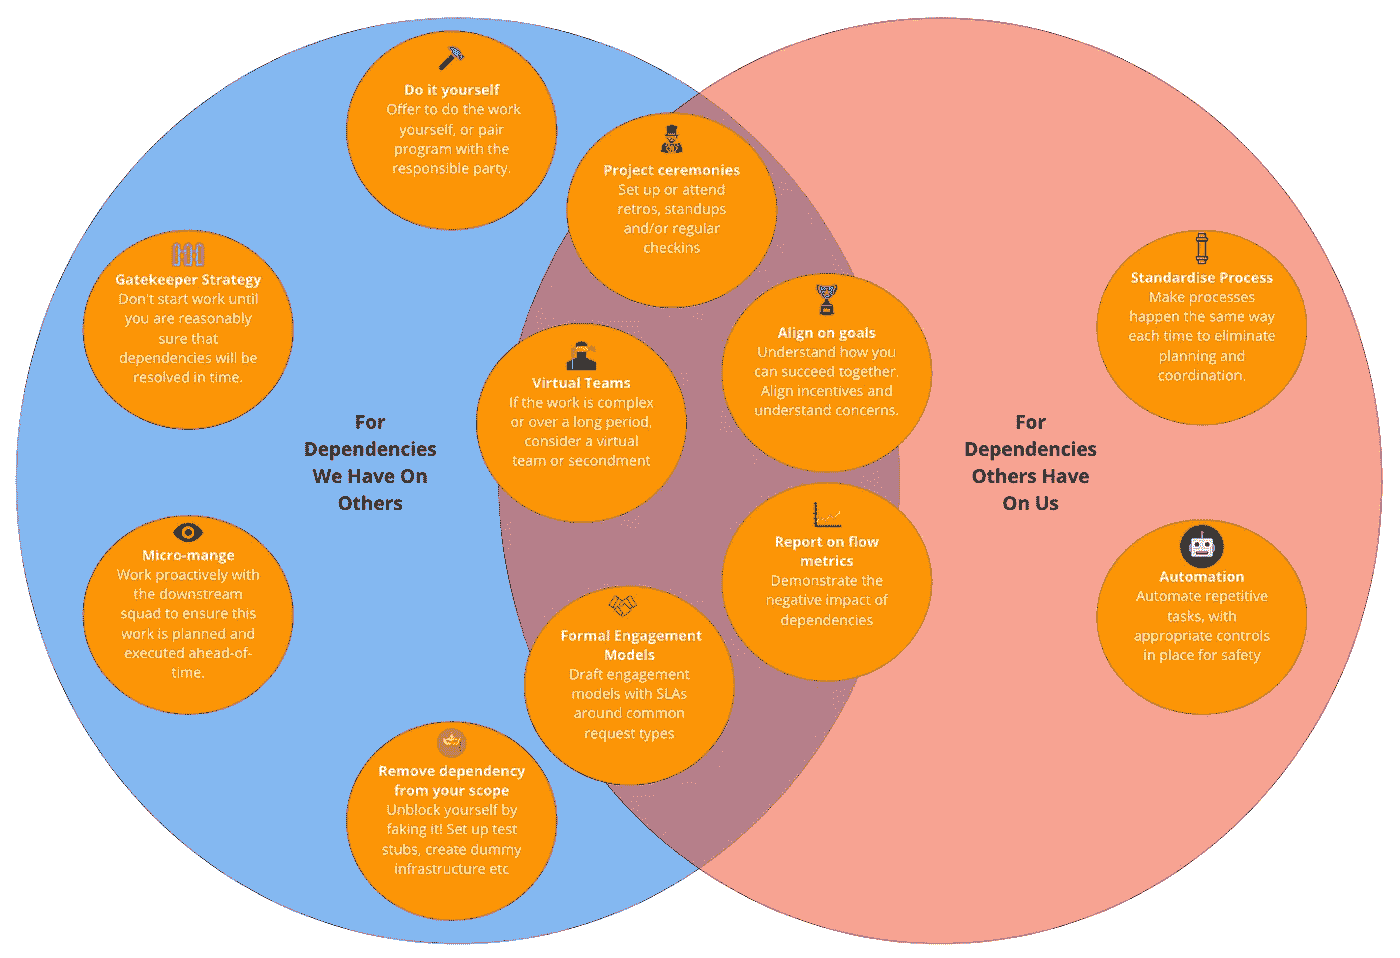 Do it yourself
Offer to do the work
yourself, or pair
program with the
responsible party.
Project ceremonies
Set up or attend
retros, standups
and/or regular
checkins
Gatekeeper Strategy
Don't start work until
you are reasonably
sure that
dependencies will be
resolved in time.
Standardise Process
Make processes
happen the same way
each time to eliminate
planning and
coordination.
Align on goals
Understand how you
can succeed together.
Align incentives and
understand concerns.
Virtual Teams
If the work is complex
or over a long period,
consider a virtual
team or secondment
For
Dependencies
We Have On
Others
For
Dependencies
Others Have
On Us
Micro-mange
Work proactively with
the downstream
squad to ensure this
work is planned and
executed ahead-of-
time.
Report on flow
metrics
Demonstrate the
negative impact of
dependencies
Automation
Automate repetitive
tasks, with
appropriate controls
in place for safety
Formal Engagement
Models
Draft engagement
models with SLAs
around common
request types
Remove dependency
from your scope
Unblock yourself by
faking it! Set up test
stubs, create dummy
infrastructure etc